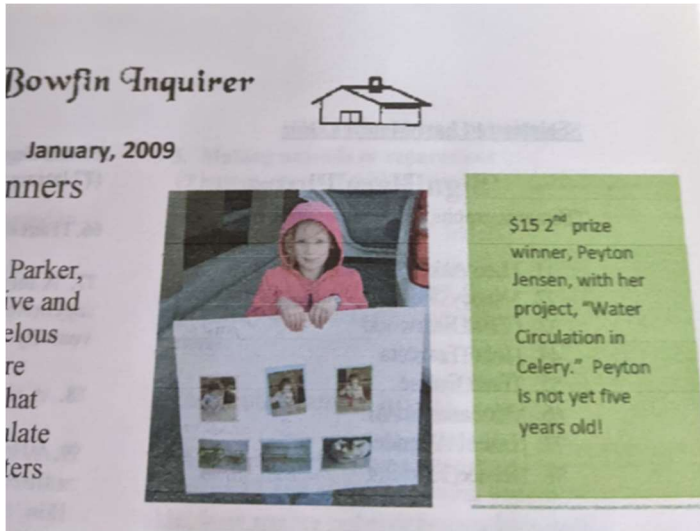 Bowfin Inquirer
January, 2009
nners
Parker,
ive and
elous
re
hat
ulate
ters
$15 2nd prize
winner, Peyton
Jensen, with her
project, “Water
Circulation in
Celery.” Peyton
is not yet five
years old!